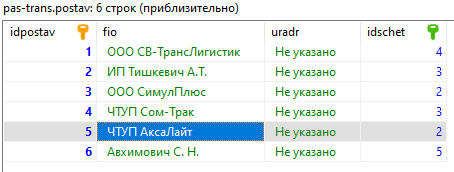 pas-trans.postav: 6 строк (приблизительно)
idpostav fio uradr idschet
1 ООО СВ-ТрансЛигистик Не указано 4
2 ИП Тишкевич А.Т. Не указано 2
3 ООО СимулПлюс Не указано 3
4 ЧТУП Сом-Трак Не указано 2
5 ЧТУП АксаЛайт Не указано 2
6 Авхимович С. Н. Не указано 3